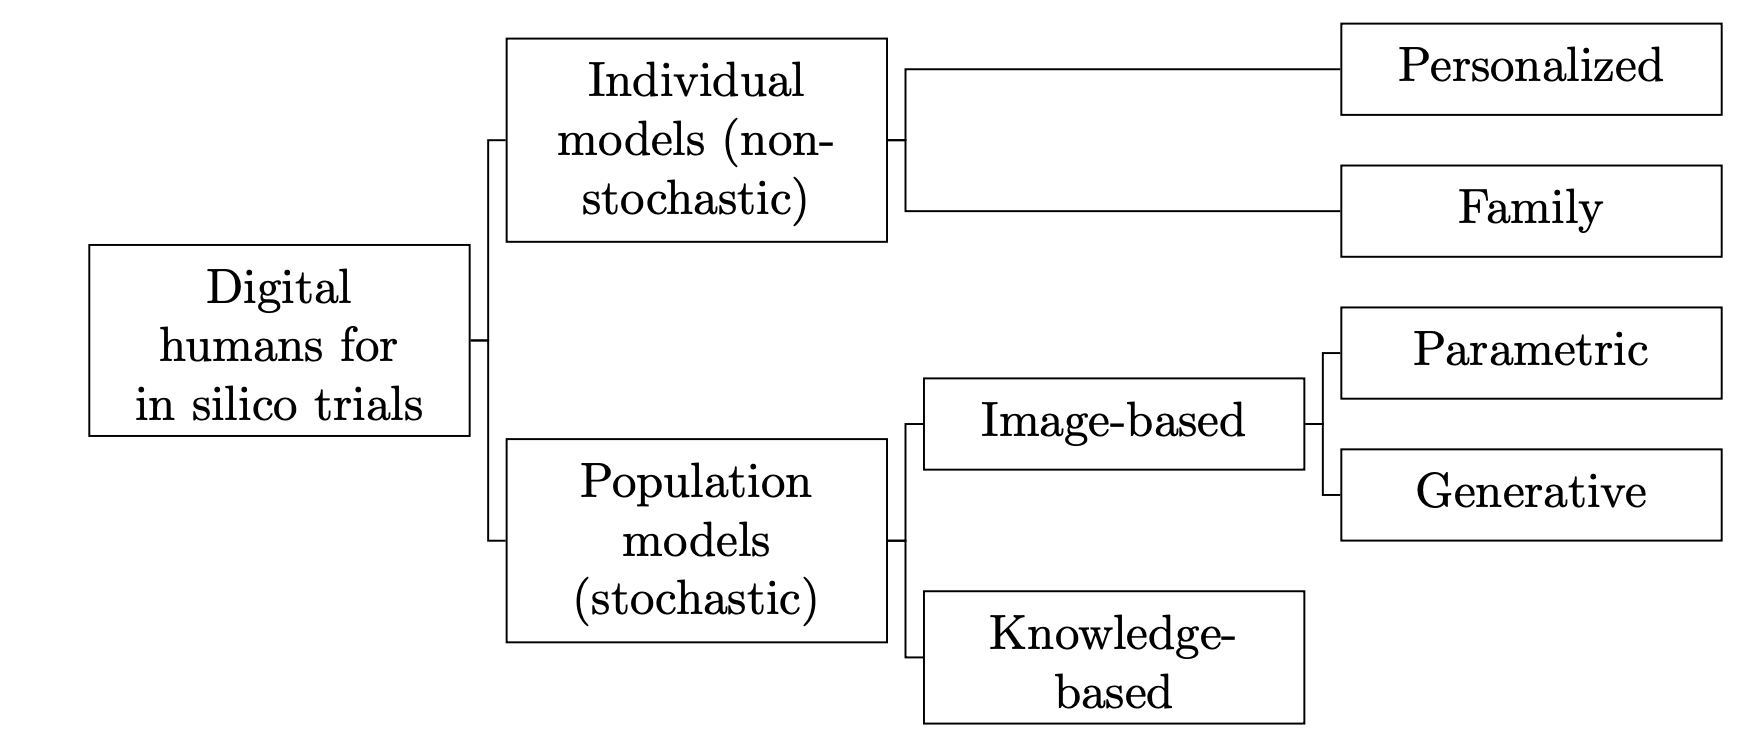 Digital
humans for
in silico trials
Individual
models (non-
stochastic)
Personalized
Family
Population
models
(stochastic)
Image-based
Parametric
Generative
Knowledge-
based